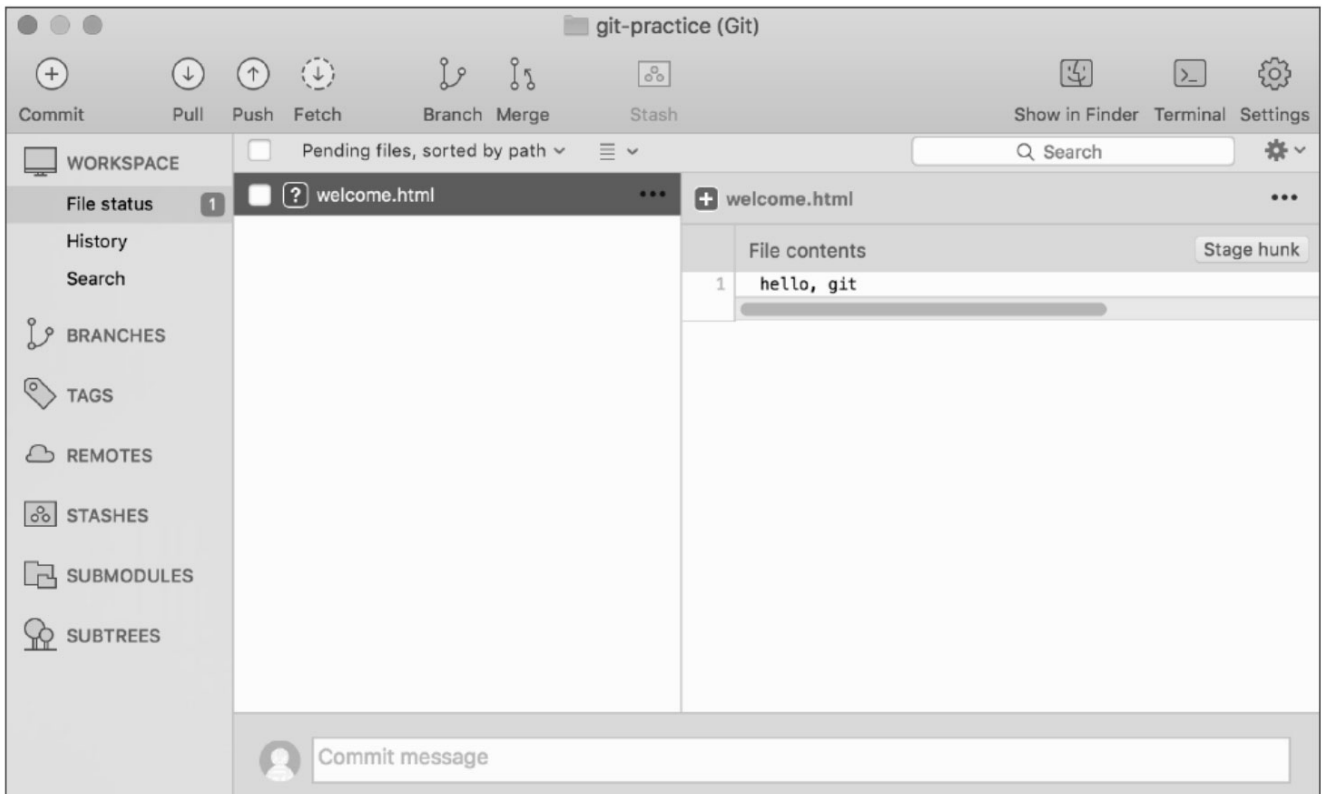 git-practice (Git)
Commit Pull Push Fetch Branch Merge Stash Show in Finder Terminal Settings
WORKSPACE
File status 1
History
Search
BRANCHES
TAGS
REMOTES
STASHES
SUBMODULES
SUBTREES
Pending files, sorted by path
Search
? welcome.html •••
+ welcome.html •••
File contents Stage hunk
1 hello, git
Commit message